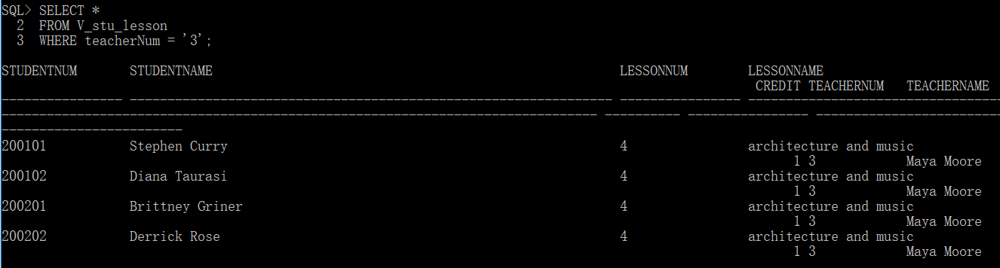 SQL> SELECT *
  2  FROM V_stu_lesson
  3  WHERE teacherNum = '3';
STUDENTNUM       STUDENTNAME                                                      LESSONNUM        LESSONNAME
                                                                                                    CREDIT TEACHERNUM   TEACHERNAME
---------------- ---------------------------------------------------------------- ---------------- ----------------------------------
------------------------------------------------------------------------------- ---------- ---------------- -------------------------
------------------------
200101           Stephen Curry                                                    4                architecture and music
                                                                                                         1 3            Maya Moore
200102           Diana Taurasi                                                    4                architecture and music
                                                                                                         1 3            Maya Moore
200201           Brittney Griner                                                  4                architecture and music
                                                                                                         1 3            Maya Moore
200202           Derrick Rose                                                     4                architecture and music
                                                                                                         1 3            Maya Moore